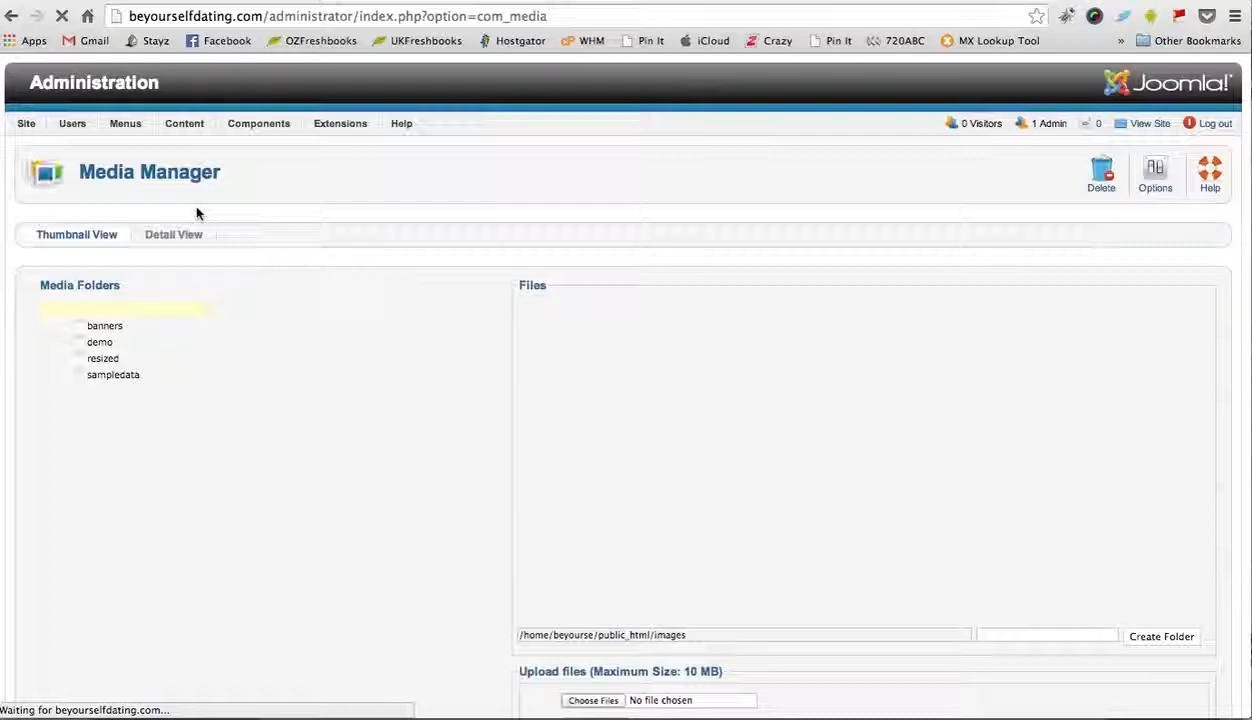 beyourselfdating.com/administrator/index.php?option=com_media
Apps Gmail Stayz Facebook OZFreshbooks UKFreshbooks Hostgator WHM Pin It iCloud Crazy Pin It 720ABC MX Lookup Tool » Other Bookmarks
Administration Joomla!
Site Users Menus Content Components Extensions Help 0 Visitors 1 Admin 0 View Site Log out
Media Manager
Delete Options Help
Thumbnail View Detail View
Media Folders
banners
demo
resized
sampledata
Files
/home/beyourse/public_html/images Create Folder
Upload files (Maximum Size: 10 MB)
Choose Files No file chosen
Waiting for beyourselfdating.com...